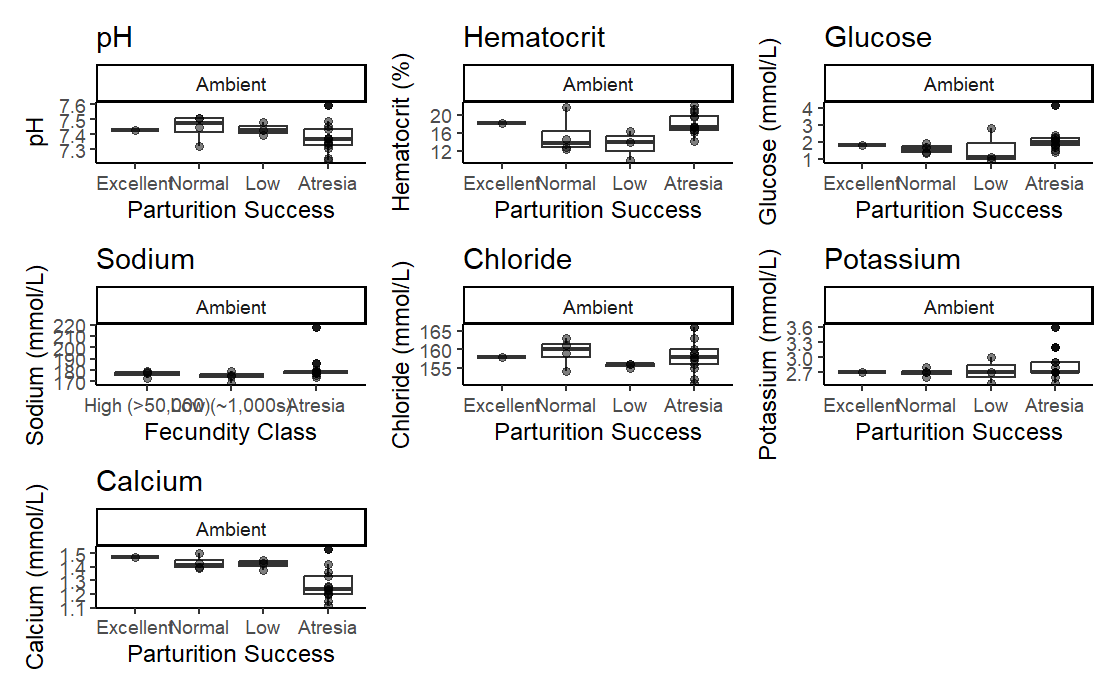 pH
Ambient
pH
7.6
7.5
7.4
7.3
Excellent Normal Low Atresia
Parturition Success
Hematocrit
Ambient
Hematocrit (%)
20
16
12
Excellent Normal Low Atresia
Parturition Success
Glucose
Ambient
Glucose (mmol/L)
4
3
2
1
Excellent Normal Low Atresia
Parturition Success
Sodium
Ambient
Sodium (mmol/L)
220
210
200
190
180
170
High (>50,000) Low (~1,000s) Atresia
Fecundity Class
Chloride
Ambient
Chloride (mmol/L)
165
160
155
Excellent Normal Low Atresia
Parturition Success
Potassium
Ambient
Potassium (mmol/L)
3.6
3.3
3.0
2.7
Excellent Normal Low Atresia
Parturition Success
Calcium
Ambient
Calcium (mmol/L)
1.5
1.4
1.3
1.2
1.1
Excellent Normal Low Atresia
Parturition Success